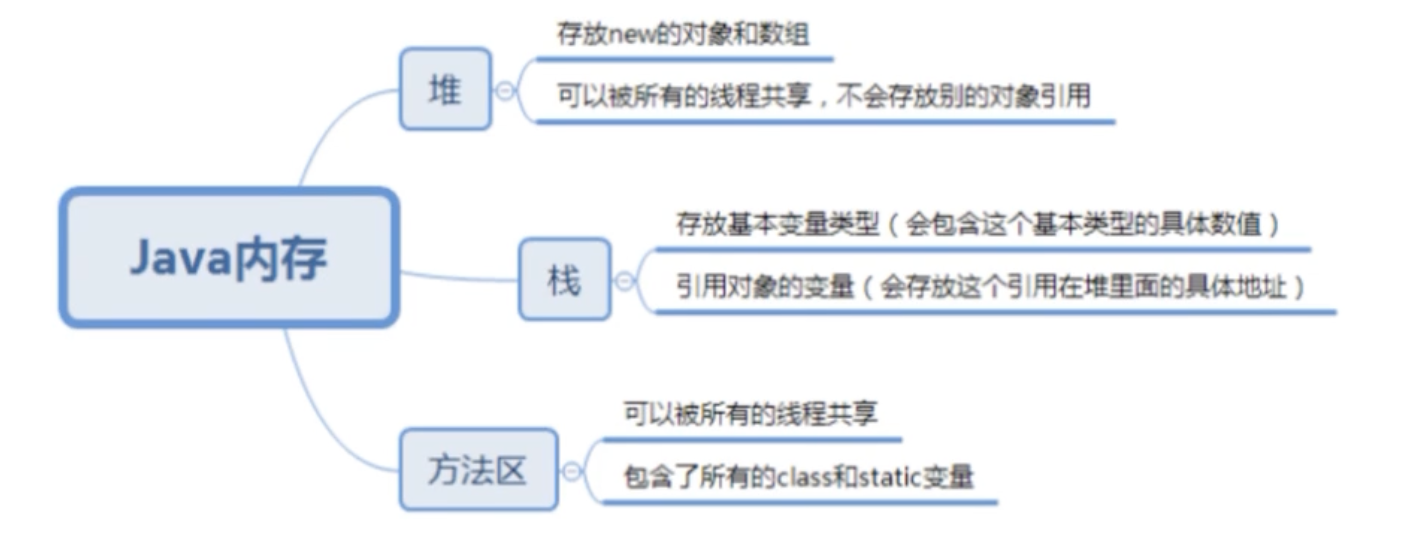 存放new的对象和数组
堆
可以被所有的线程共享，不会存放别的对象引用
存放基本变量类型（会包含这个基本类型的具体数值）
Java内存
栈
引用对象的变量（会存放这个引用在堆里面的具体地址）
可以被所有的线程共享
方法区
包含了所有的class和static变量